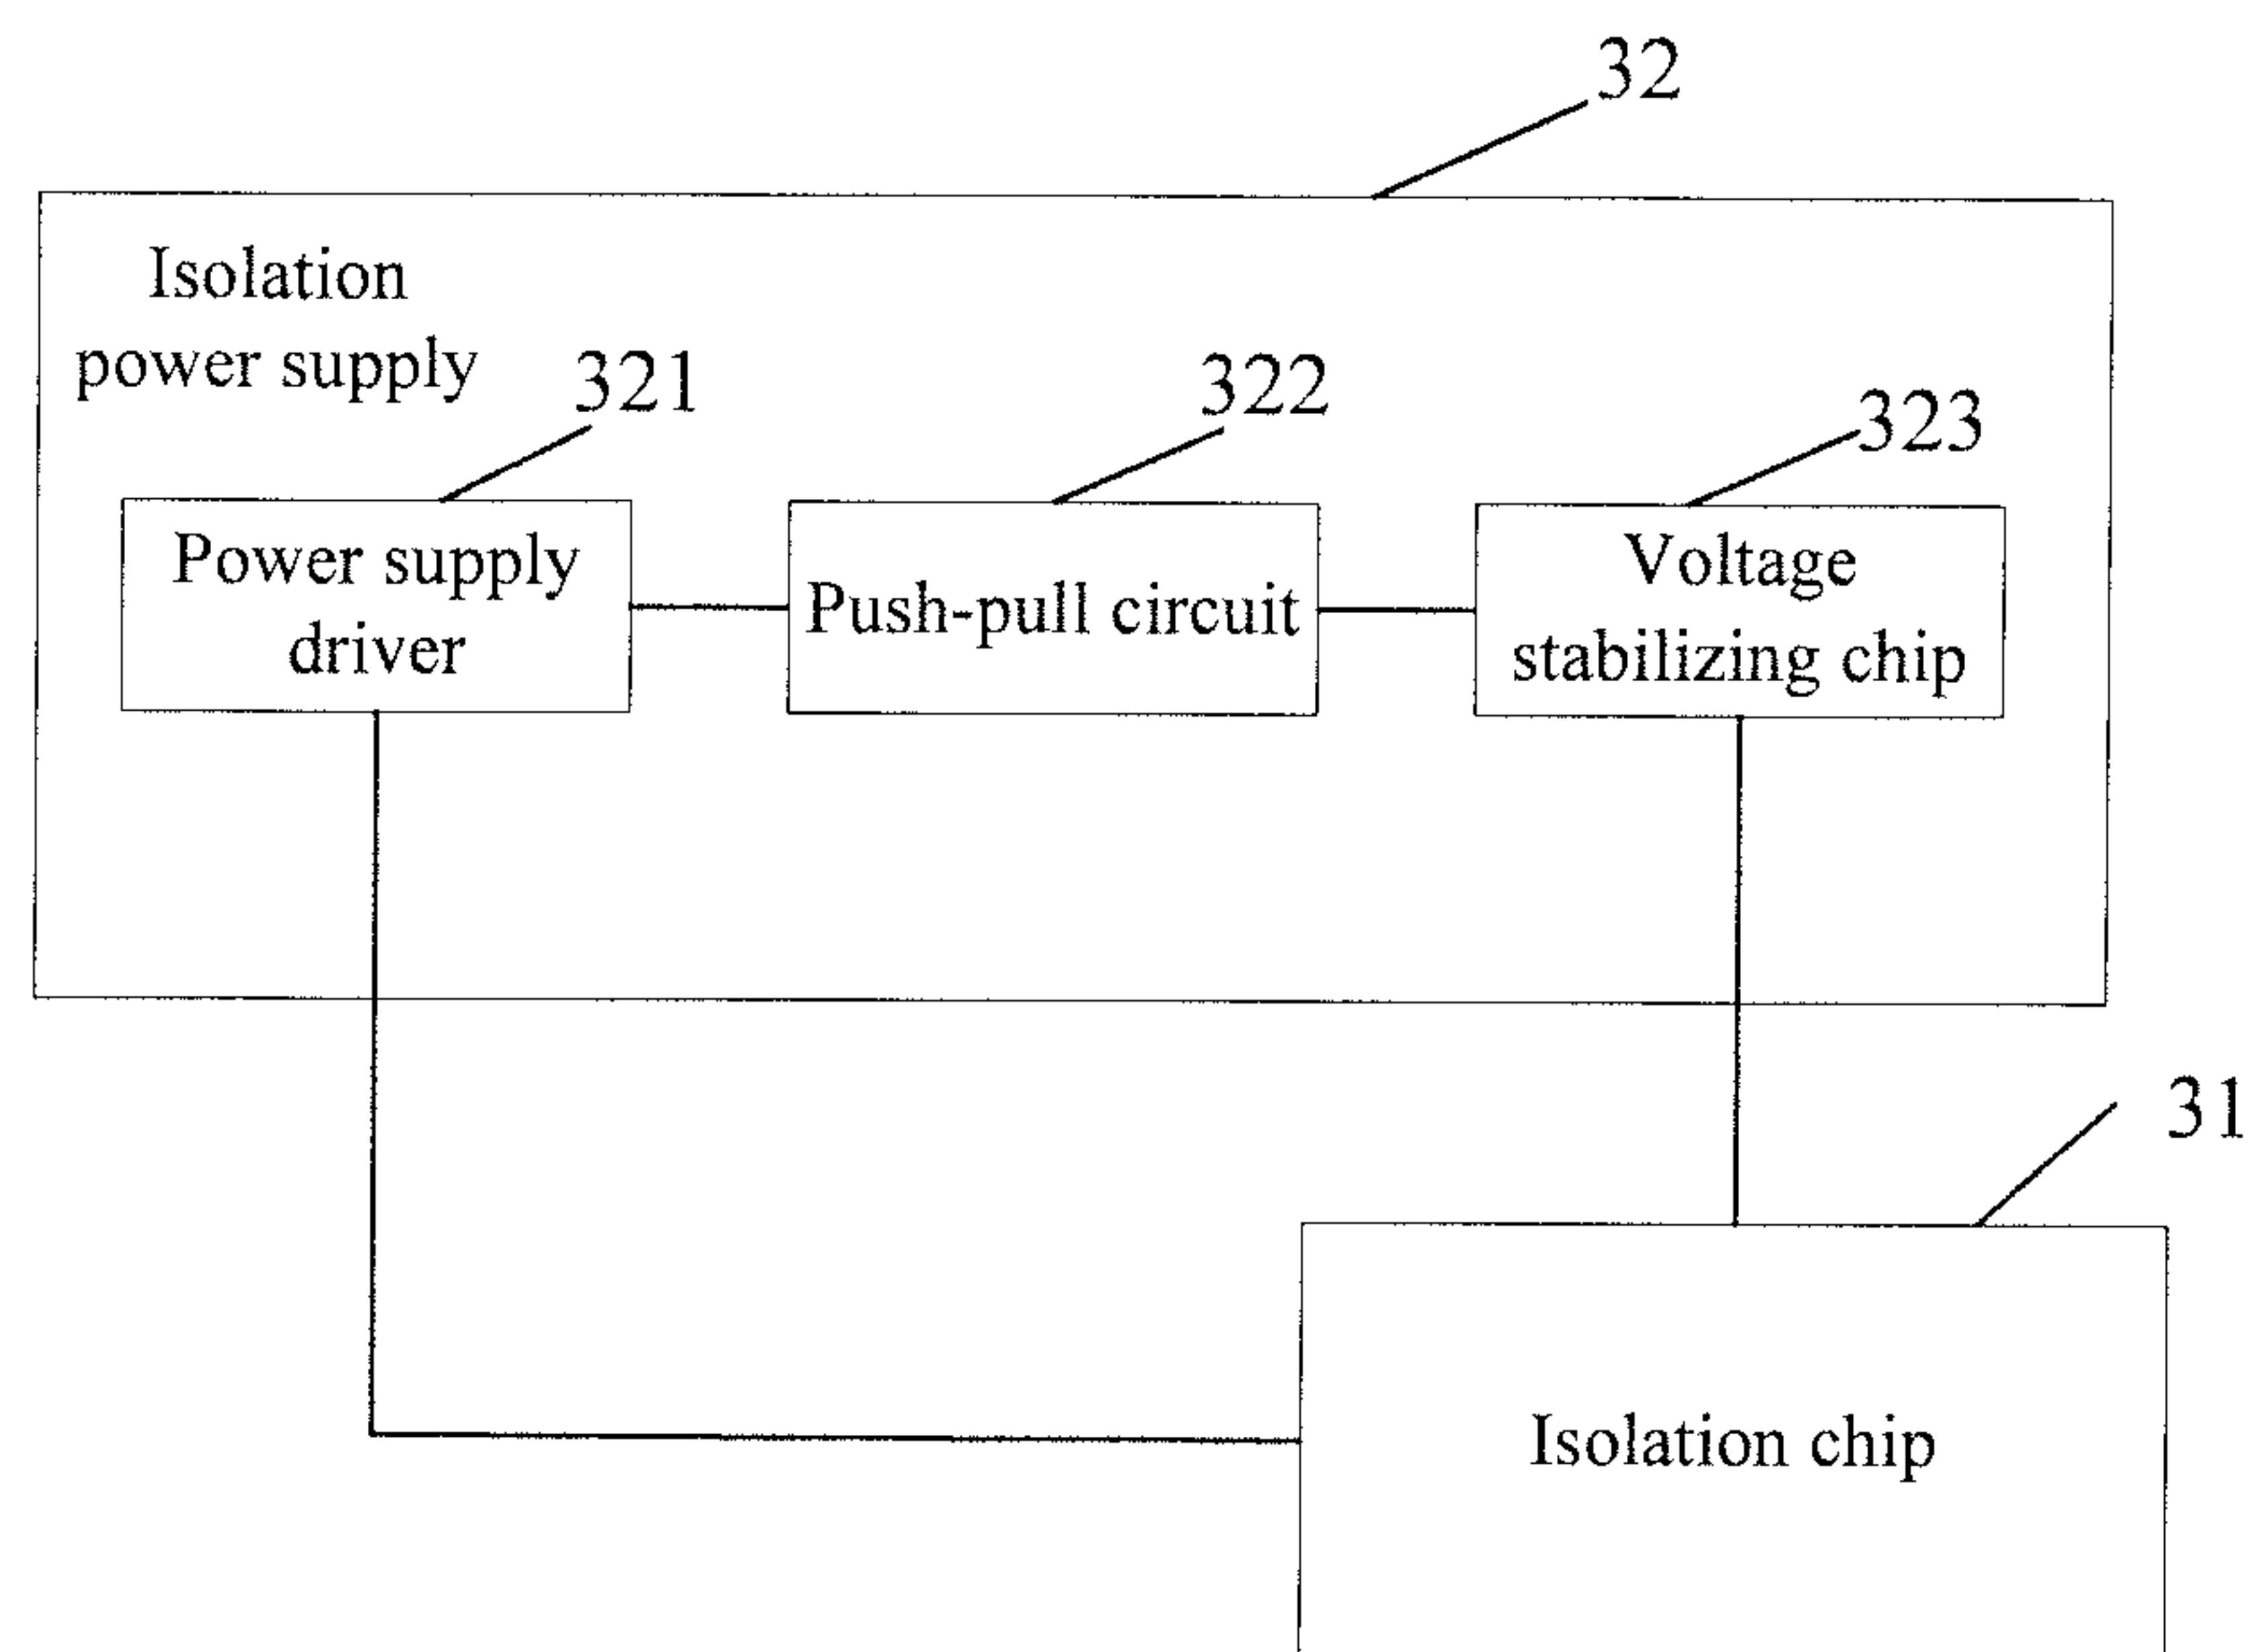 32
Isolation
power supply
321
322
323
Power supply
driver
Push-pull circuit
Voltage
stabilizing chip
31
Isolation chip